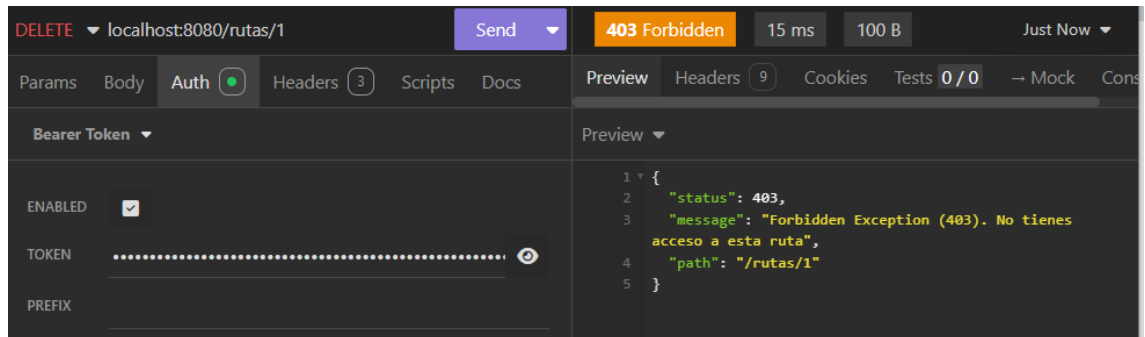 DELETE localhost:8080/rutas/1 Send
403 Forbidden 15 ms 100 B Just Now
Params Body Auth Headers 3 Scripts Docs
Preview Headers 9 Cookies Tests 0 / 0 → Mock Cons
Bearer Token
Preview
ENABLED
TOKEN ••••••••••••••••••••••••••••••••••••••••••••••••••••••
PREFIX
1 {
2 "status": 403,
3 "message": "Forbidden Exception (403). No tienes
acceso a esta ruta",
4 "path": "/rutas/1"
5 }